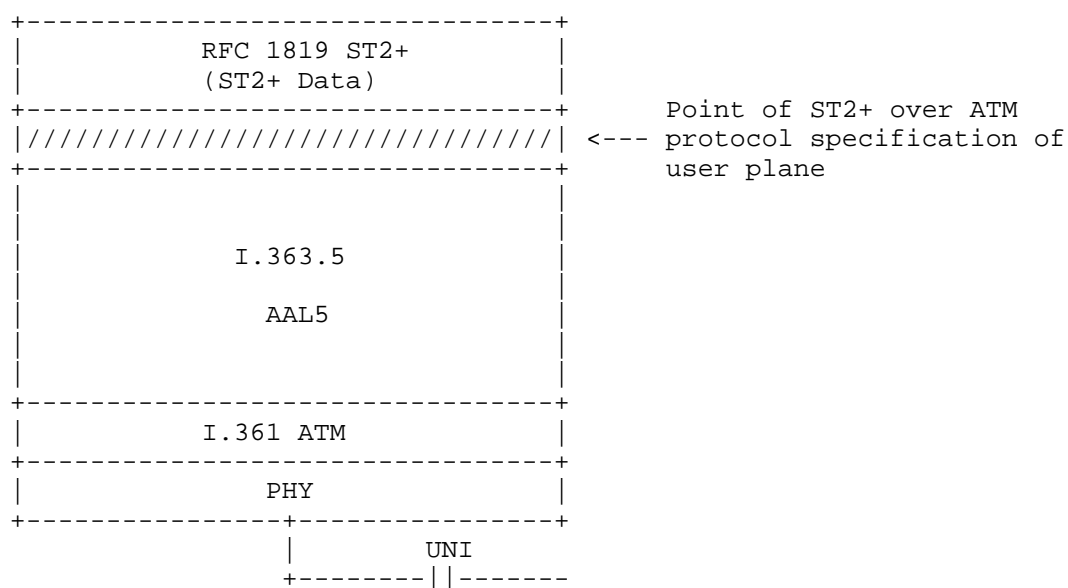 RFC 1819 ST2+
(ST2+ Data)
Point of ST2+ over ATM
<--- protocol specification of
user plane
I.363.5
AAL5
I.361 ATM
PHY
UNI